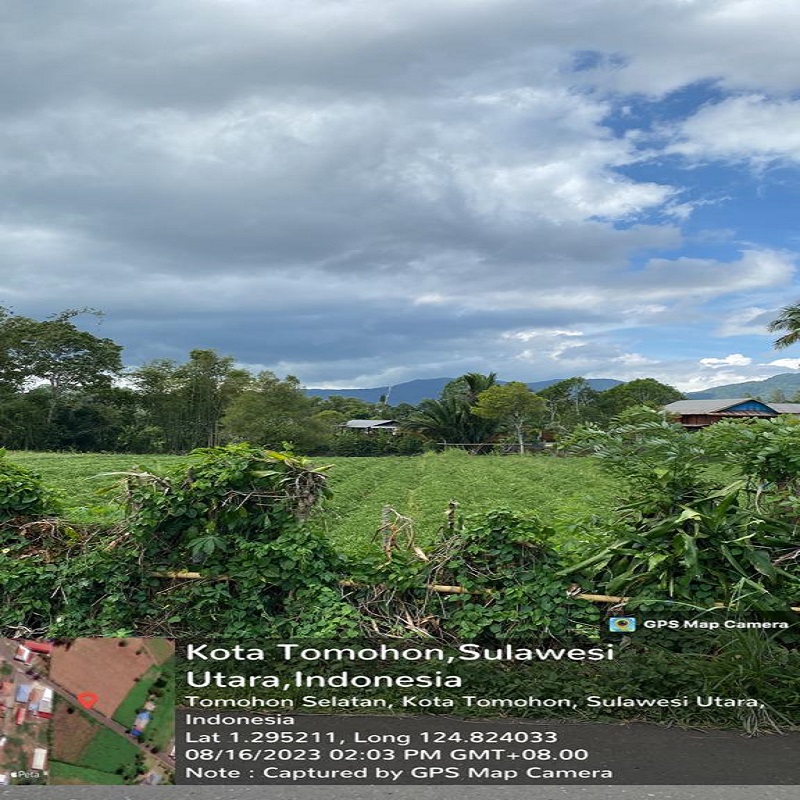 GPS Map Camera
Kota Tomohon,Sulawesi
Utara,Indonesia
Tomohon Selatan, Kota Tomohon, Sulawesi Utara,
Indonesia
Lat 1.295211, Long 124.824033
08/16/2023 02:03 PM GMT+08.00
Note : Captured by GPS Map Camera
Peta